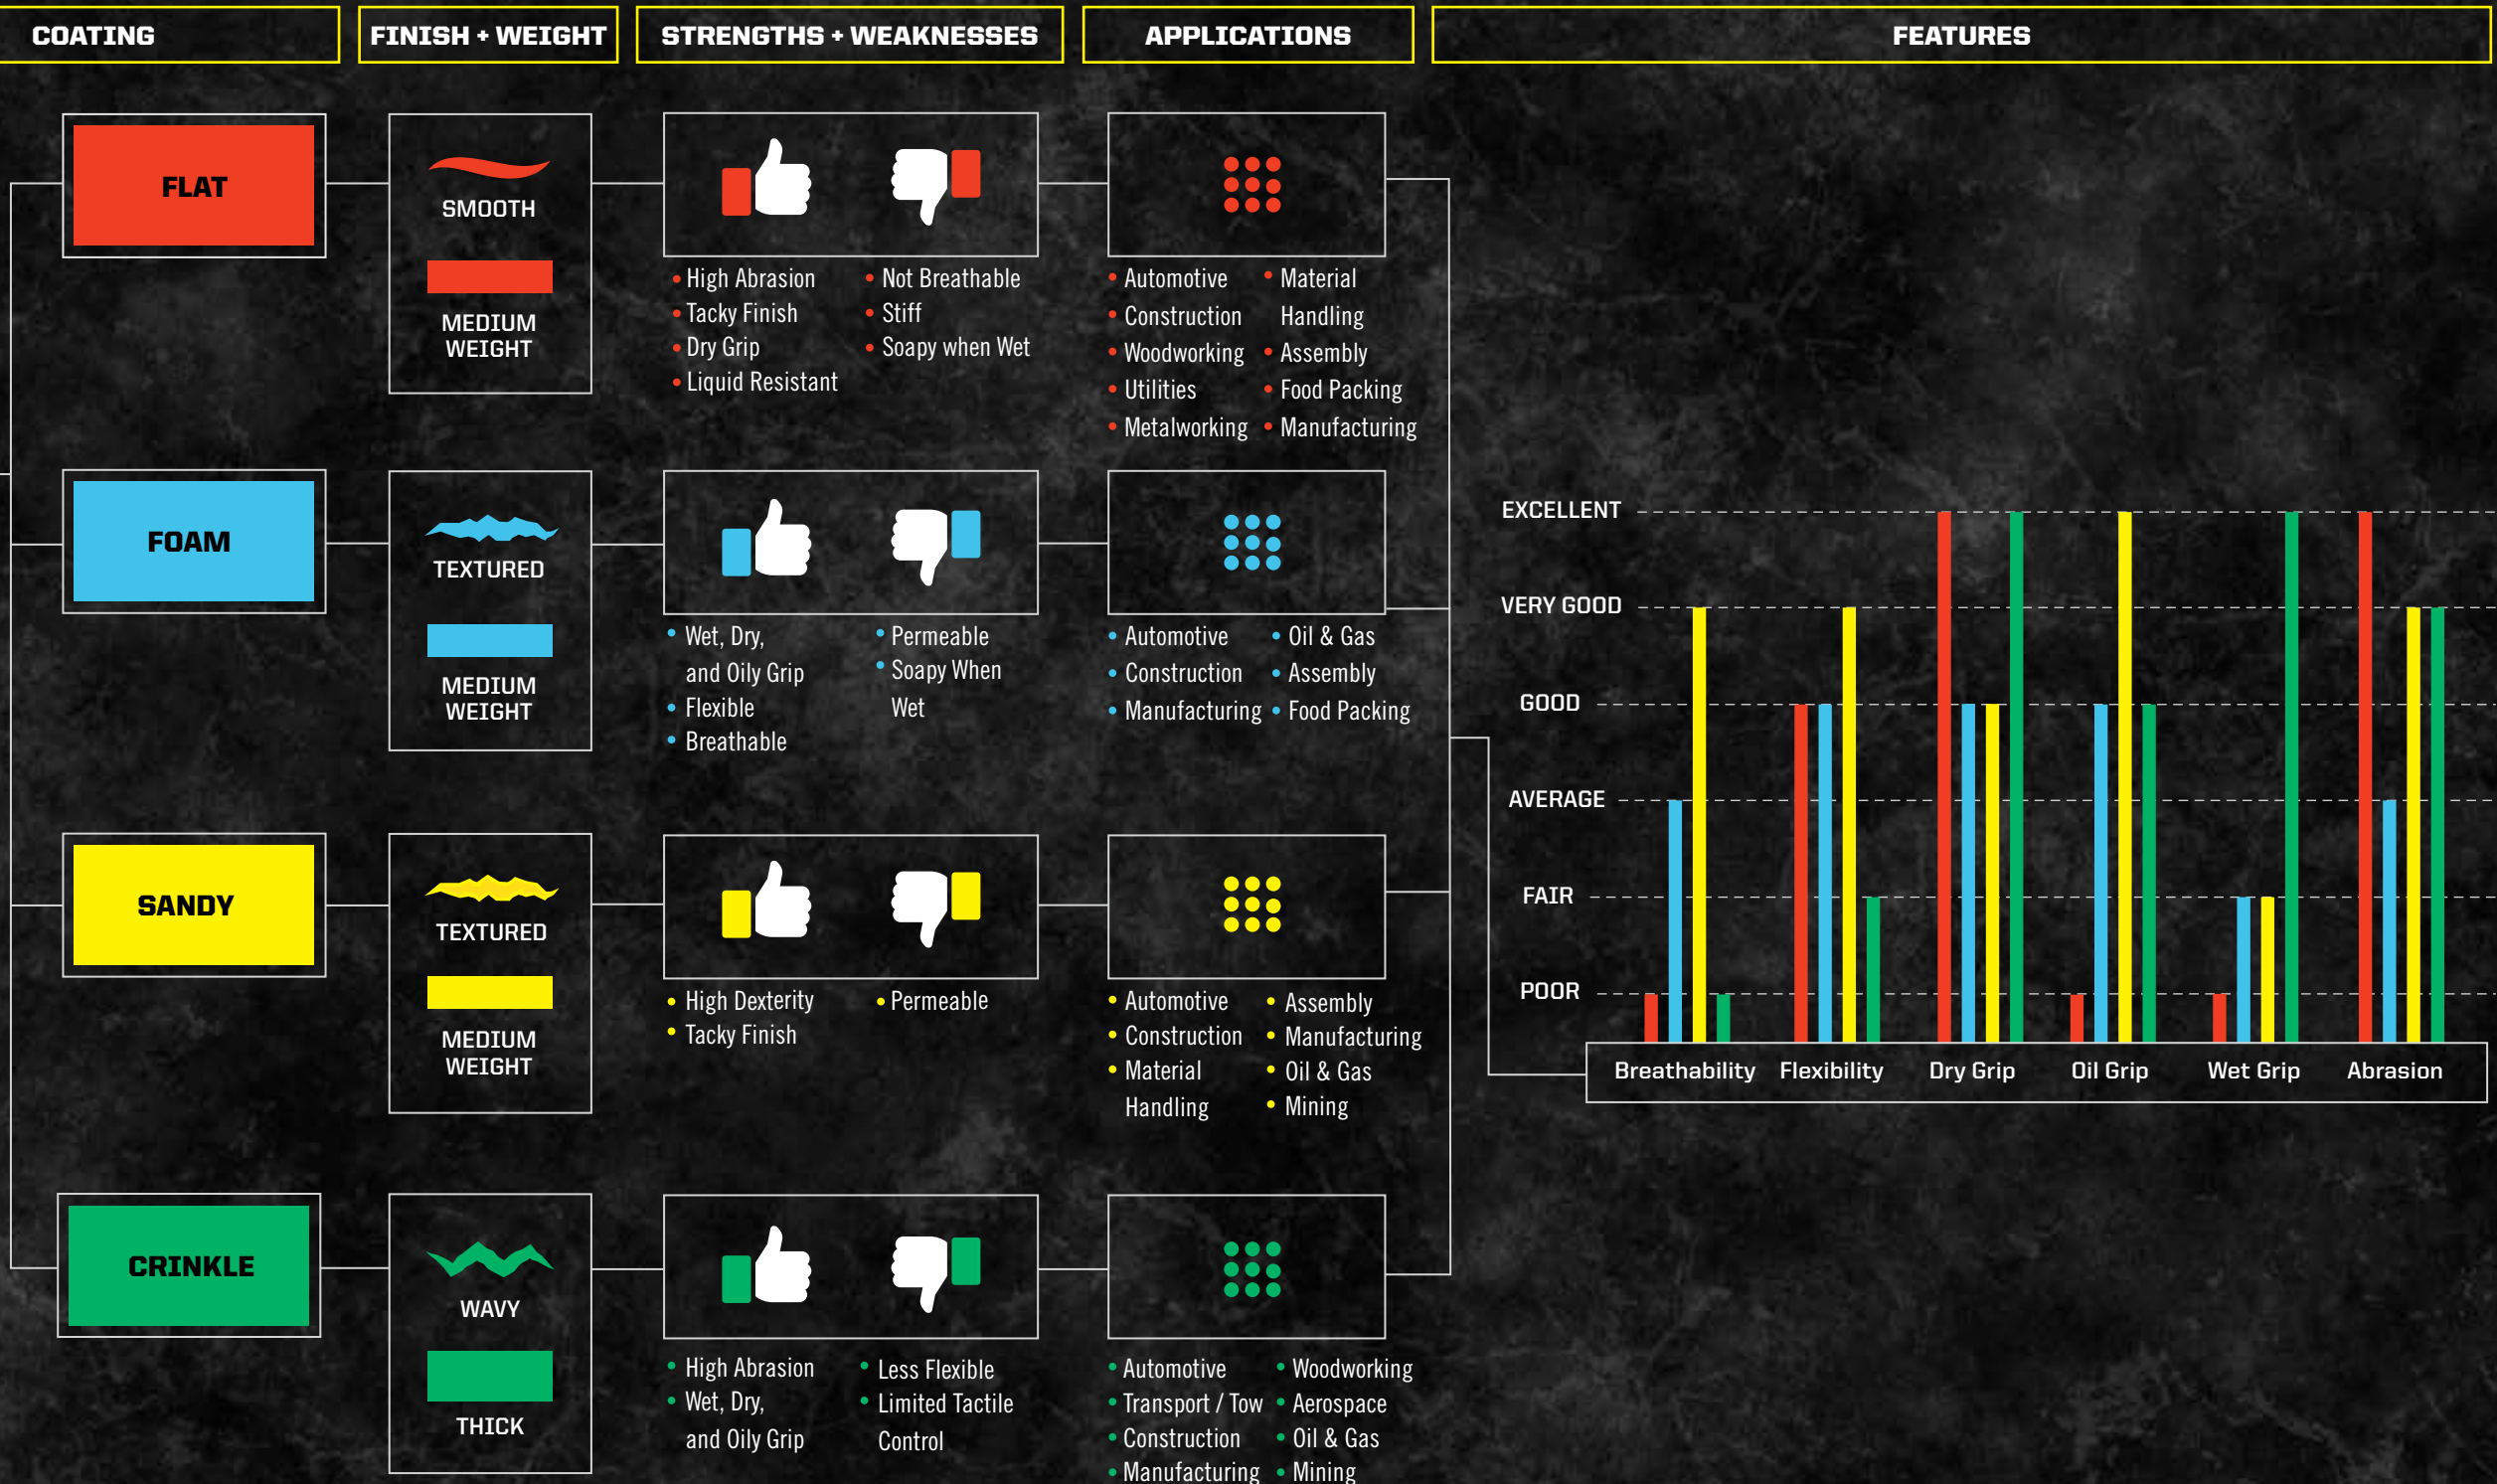 COATING
FINISH + WEIGHT
STRENGTHS + WEAKNESSES
APPLICATIONS
FEATURES
FLAT
SMOOTH
MEDIUM
WEIGHT
• High Abrasion
• Tacky Finish
• Dry Grip
• Liquid Resistant
• Not Breathable
• Stiff
• Soapy when Wet
• Automotive
• Construction
• Woodworking
• Utilities
• Metalworking
• Material
Handling
• Assembly
• Food Packing
• Manufacturing
FOAM
TEXTURED
MEDIUM
WEIGHT
• Wet, Dry,
and Oily Grip
• Flexible
• Breathable
• Permeable
• Soapy When
Wet
• Automotive
• Construction
• Manufacturing
• Oil & Gas
• Assembly
• Food Packing
SANDY
TEXTURED
MEDIUM
WEIGHT
• High Dexterity
• Tacky Finish
• Permeable
• Automotive
• Construction
• Material
Handling
• Assembly
• Manufacturing
• Oil & Gas
• Mining
CRINKLE
WAVY
THICK
• High Abrasion
• Wet, Dry,
and Oily Grip
• Less Flexible
• Limited Tactile
Control
• Automotive
• Transport / Tow
• Construction
• Manufacturing
• Woodworking
• Aerospace
• Oil & Gas
• Mining
EXCELLENT
VERY GOOD
GOOD
AVERAGE
FAIR
POOR
Breathability Flexibility Dry Grip Oil Grip Wet Grip Abrasion